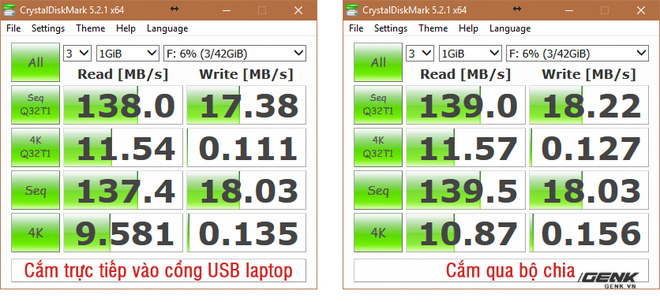 CrystalDiskMark 5.2.1 x64
File Settings Theme Help Language
All 3 1GiB F: 6% (3/42GiB)
Read [MB/s] Write [MB/s]
Seq Q32T1 138.0 17.38
4K Q32T1 11.54 0.111
Seq 137.4 18.03
4K 9.581 0.135
Cắm trực tiếp vào cổng USB laptop
CrystalDiskMark 5.2.1 x64
File Settings Theme Help Language
All 3 1GiB F: 6% (3/42GiB)
Read [MB/s] Write [MB/s]
Seq Q32T1 139.0 18.22
4K Q32T1 11.57 0.127
Seq 139.5 18.03
4K 10.87 0.156
Cắm qua bộ chia
GENK
GENK.VN